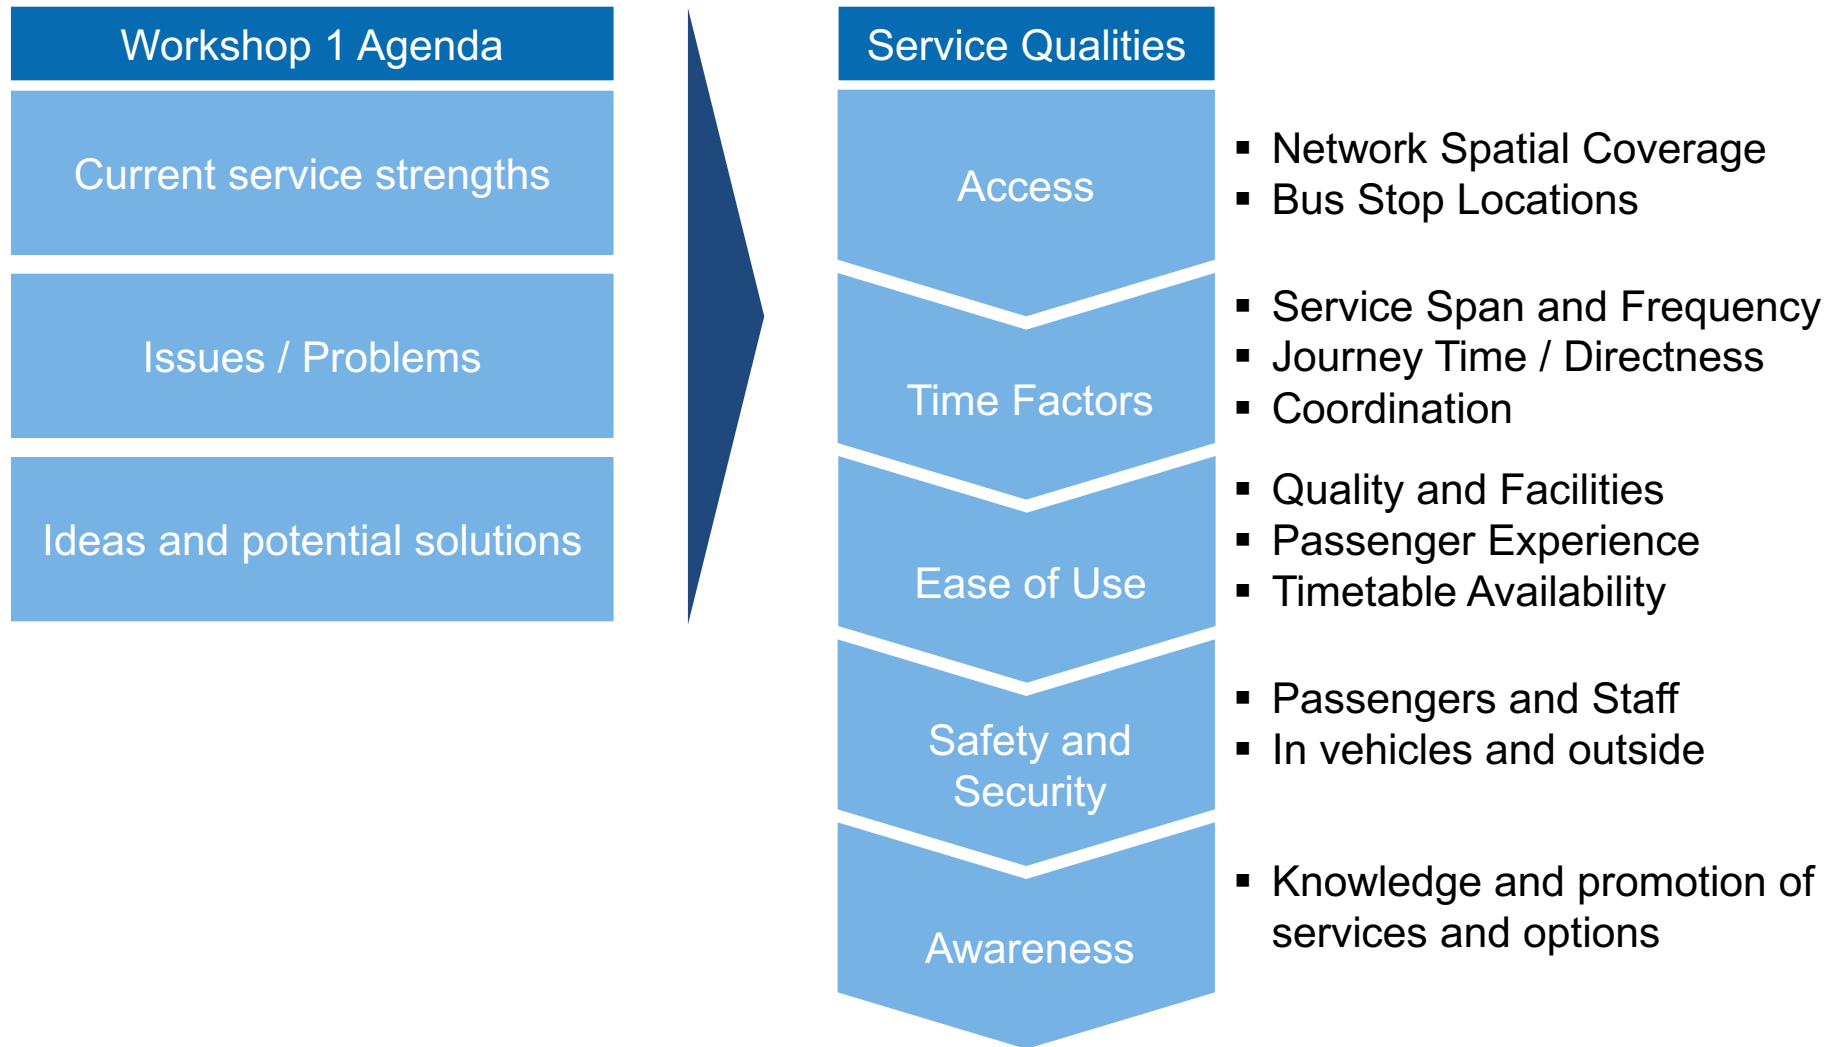 Workshop 1 Agenda
Current service strengths
Issues / Problems
Ideas and potential solutions
Service Qualities
Access
▪ Network Spatial Coverage
▪ Bus Stop Locations
Time Factors
▪ Service Span and Frequency
▪ Journey Time / Directness
▪ Coordination
Ease of Use
▪ Quality and Facilities
▪ Passenger Experience
▪ Timetable Availability
Safety and
Security
▪ Passengers and Staff
▪ In vehicles and outside
Awareness
▪ Knowledge and promotion of
services and options